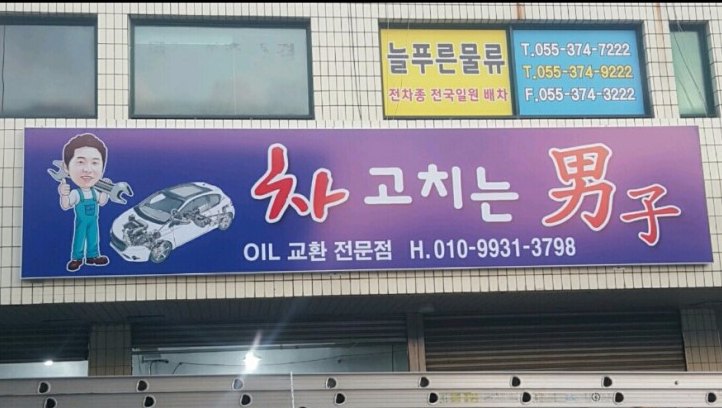 늘푸른물류
전차종 전국일원 배차
T.055-374-7222
T.055-374-9222
F.055-374-3222
차 고치는 男子
OIL 교환 전문점 H.010-9931-3798